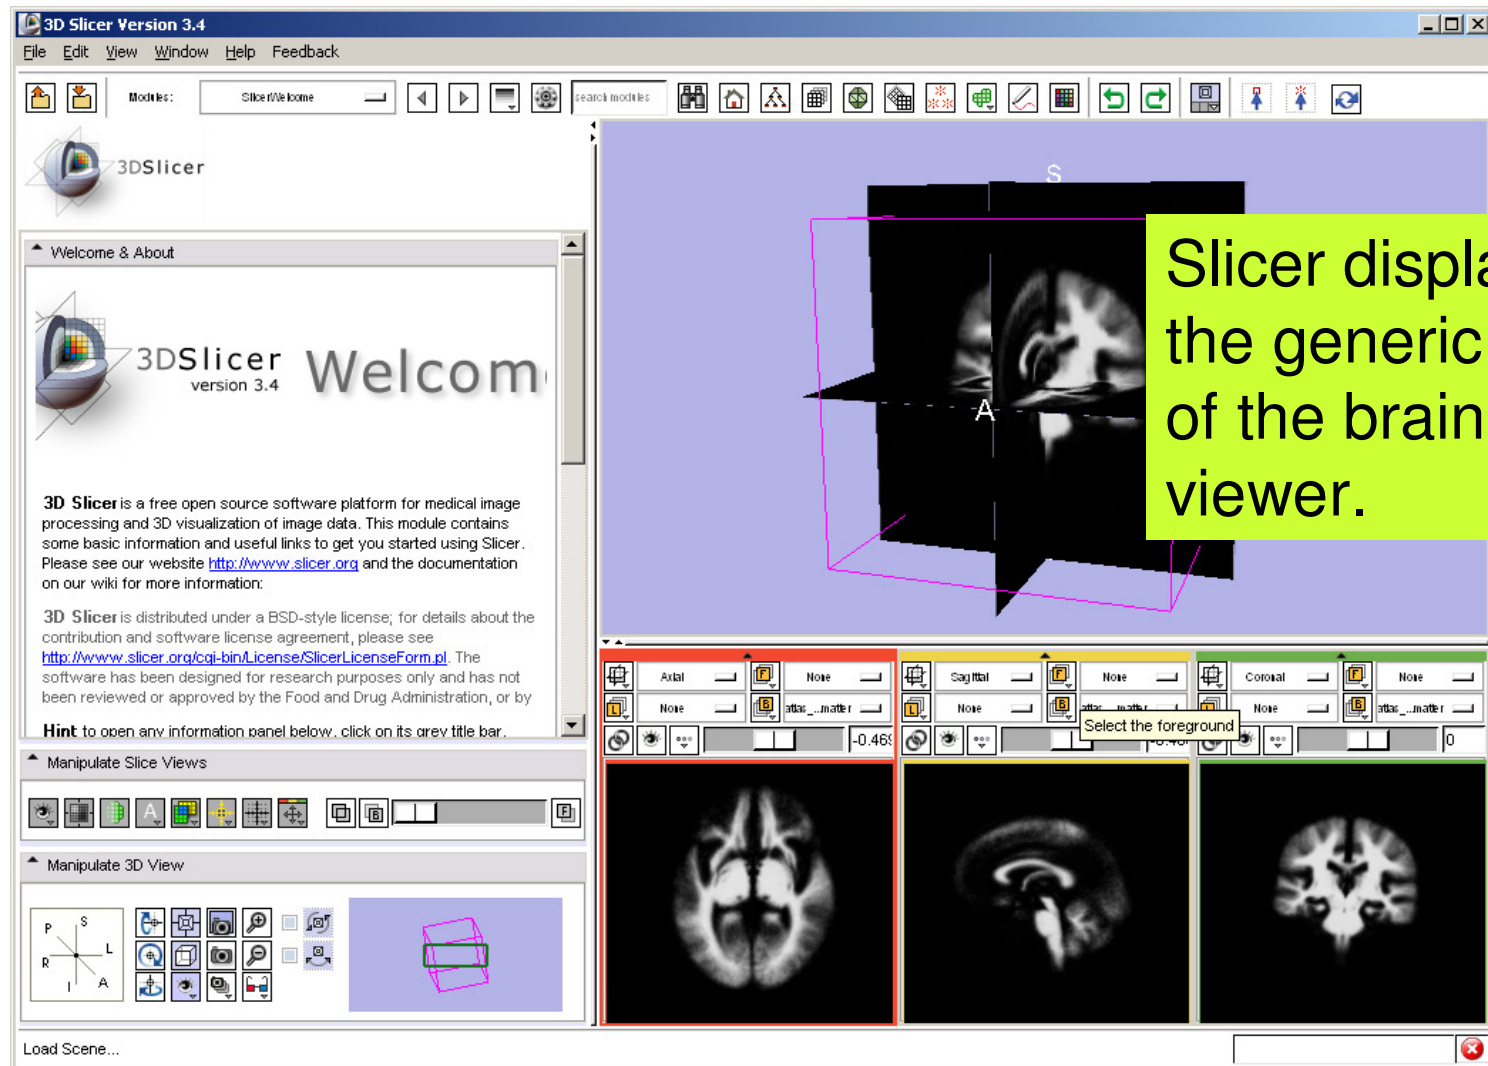 3D Slicer Version 3.4
File Edit View Window Help Feedback
Modules: SlicerWelcome search modules
3DSlicer
Welcome & About
3DSlicer
version 3.4
Welcom
3D Slicer is a free open source software platform for medical image
processing and 3D visualization of image data. This module contains
some basic information and useful links to get you started using Slicer.
Please see our website http://www.slicer.org and the documentation
on our wiki for more information:
3D Slicer is distributed under a BSD-style license; for details about the
contribution and software license agreement, please see
http://www.slicer.org/cgi-bin/License/SlicerLicenseForm.pl. The
software has been designed for research purposes only and has not
been reviewed or approved by the Food and Drug Administration, or by
Hint to open any information panel below, click on its grey title bar.
Manipulate Slice Views
A B F
Manipulate 3D View
P S L R I A
S
A
Slicer displa
the generic
of the brain
viewer.
Axial F None
L None B atlas_...matter
-0.469
Sagittal F None
L None B atlas_...matter
Select the foreground
Coronal F None
L None B atlas_...matter
0
Load Scene...